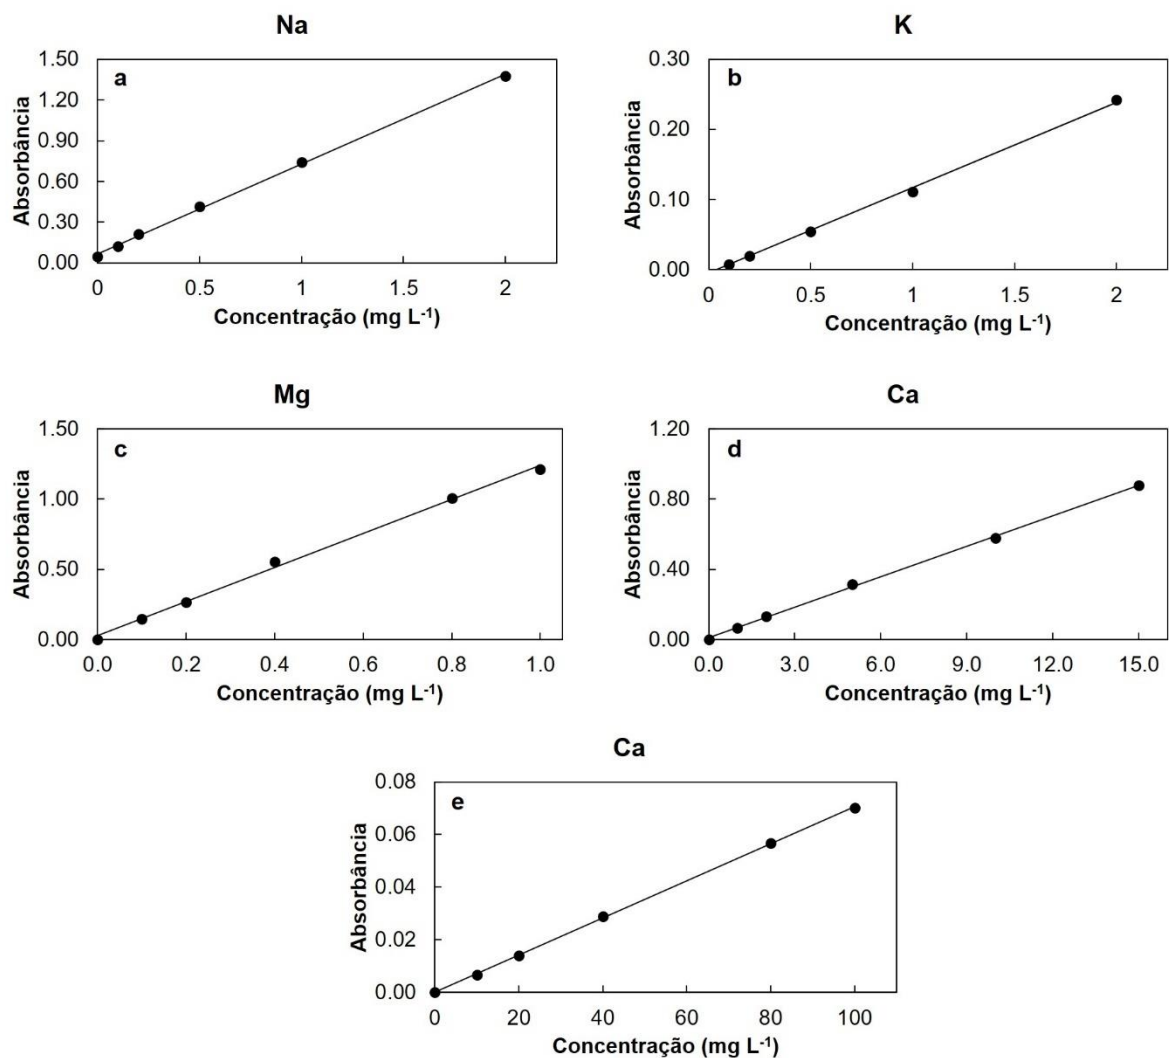 Na
a
1.50
1.20
0.90
0.60
0.30
0.00
Absorbância
0 0.5 1 1.5 2
Concentração (mg L⁻¹)
K
b
0.30
0.20
0.10
0.00
Absorbância
0 0.5 1 1.5 2
Concentração (mg L⁻¹)
Mg
c
1.50
1.00
0.50
0.00
Absorbância
0.0 0.2 0.4 0.6 0.8 1.0
Concentração (mg L⁻¹)
Ca
d
1.20
0.80
0.40
0.00
Absorbância
0.0 3.0 6.0 9.0 12.0 15.0
Concentração (mg L⁻¹)
Ca
e
0.08
0.06
0.04
0.02
0.00
Absorbância
0 20 40 60 80 100
Concentração (mg L⁻¹)